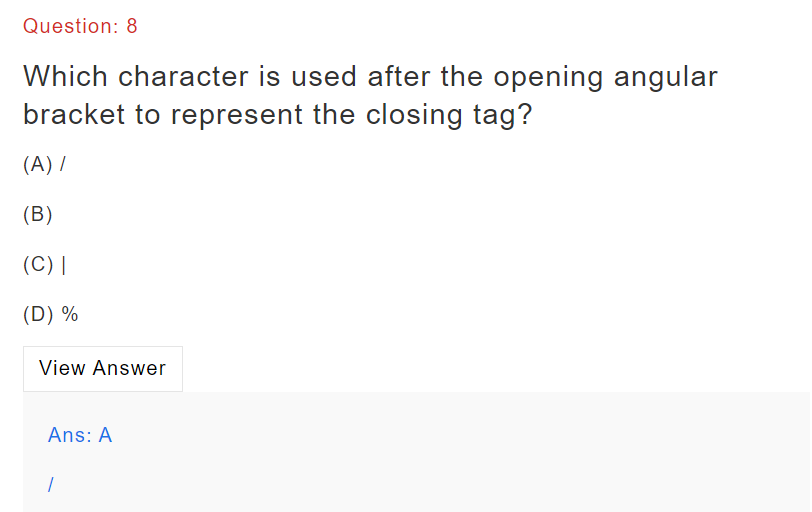 Question: 8
Which character is used after the opening angular
bracket to represent the closing tag?
(A) /
(B)
(C) |
(D) %
View Answer
Ans: A
/